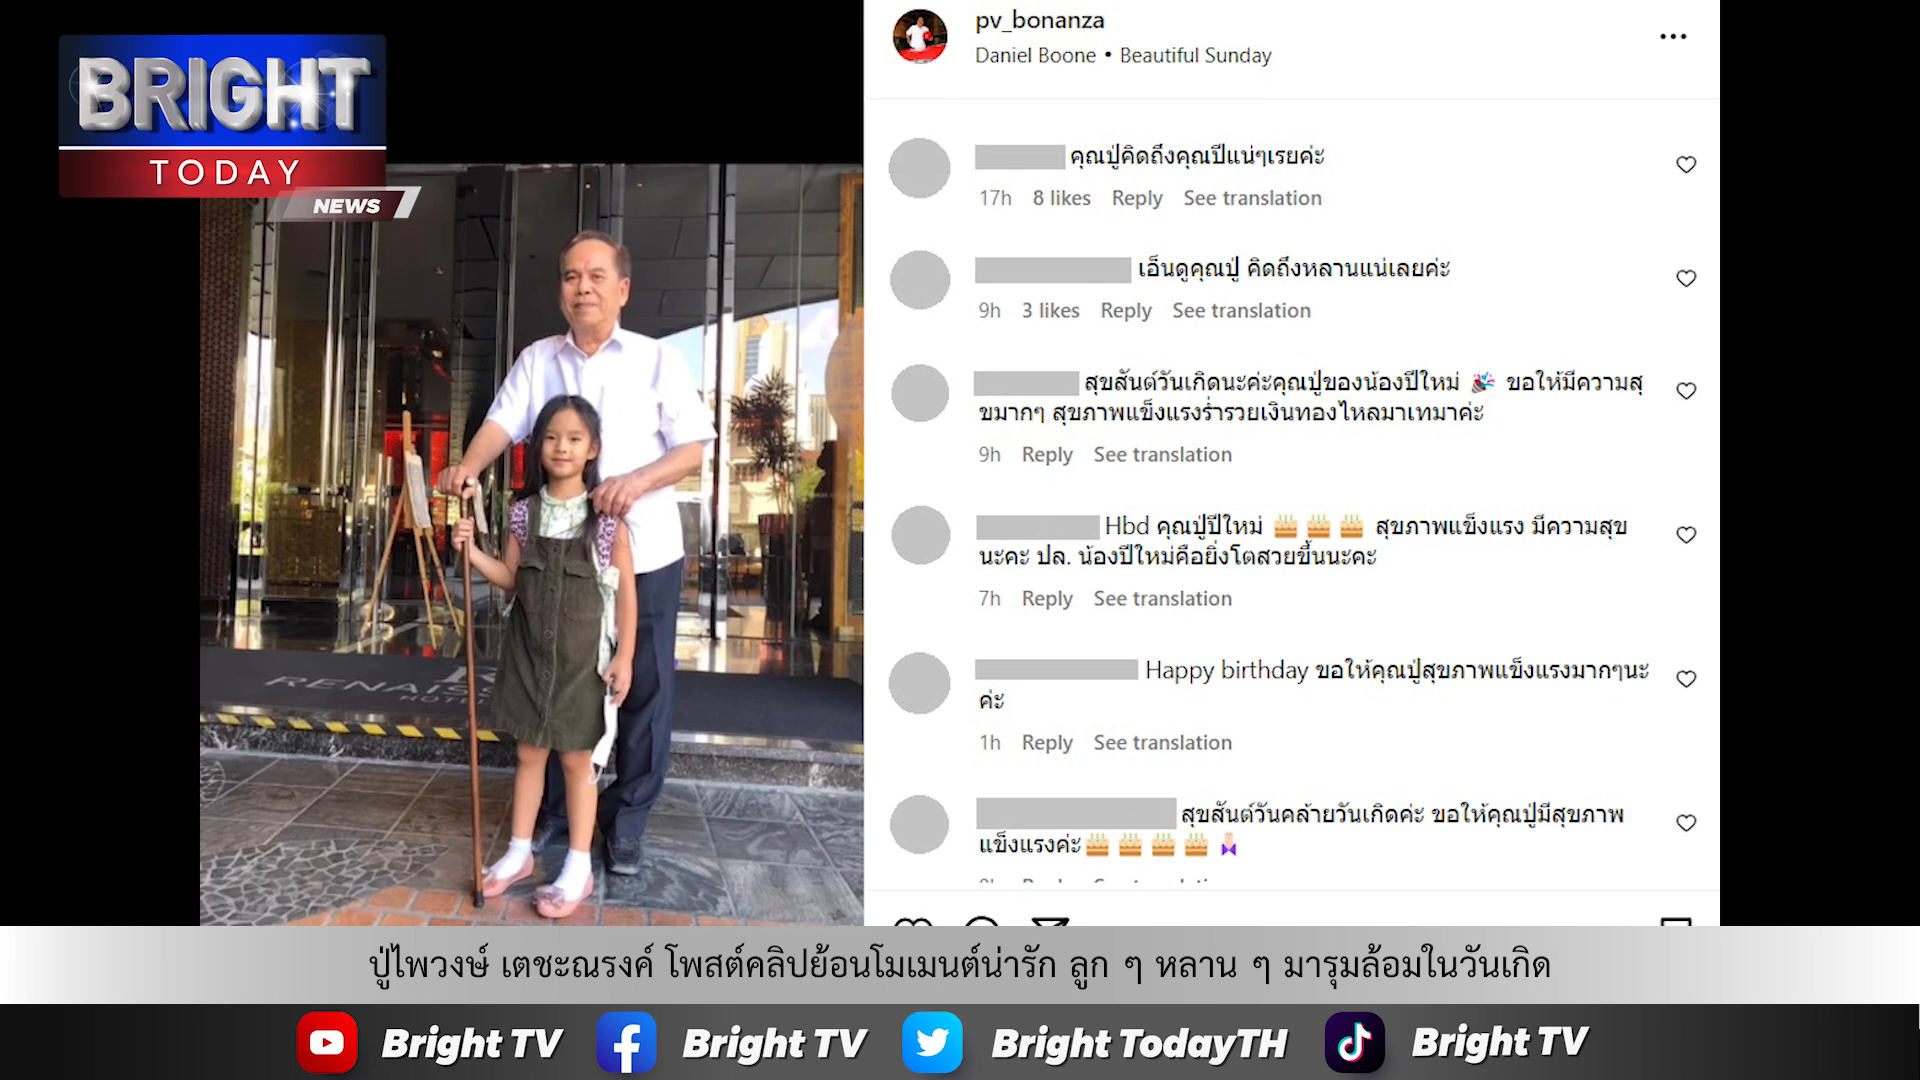 BRIGHT
TODAY
NEWS
pv_bonanza
Daniel Boone • Beautiful Sunday
คุณปู่คิดถึงคุณปีแน่ๆเรยค่ะ
17h 8 likes Reply See translation
เอ็นดูคุณปู่ คิดถึงหลานแน่เลยค่ะ
9h 3 likes Reply See translation
สุขสันต์วันเกิดนะค่ะคุณปู่ของน้องปีใหม่ 🎉 ขอให้มีความสุ
ขมากๆ สุขภาพแข็งแรงร่ำรวยเงินทองไหลมาเทมาค่ะ
9h Reply See translation
Hbd คุณปู่ปีใหม่ 🎂 🎂 🎂 สุขภาพแข็งแรง มีความสุข
นะคะ ปล. น้องปีใหม่คือยิ่งโตสวยขึ้นนะคะ
7h Reply See translation
Happy birthday ขอให้คุณปู่สุขภาพแข็งแรงมากๆนะ
ค่ะ
1h Reply See translation
สุขสันต์วันคล้ายวันเกิดค่ะ ขอให้คุณปู่มีสุขภาพ
แข็งแรงค่ะ🎂 🎂 🎂 🎂
R
RENAISS
HOTEL
ปู่ไพวงษ์ เตชะณรงค์ โพสต์คลิปย้อนโมเมนต์น่ารัก ลูก ๆ หลาน ๆ มารุมล้อมในวันเกิด
Bright TV Bright TV Bright TodayTH Bright TV